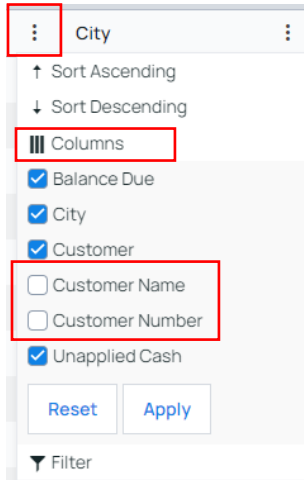 City
Sort Ascending
Sort Descending
Columns
Balance Due
City
Customer
Customer Name
Customer Number
Unapplied Cash
Reset Apply
Filter